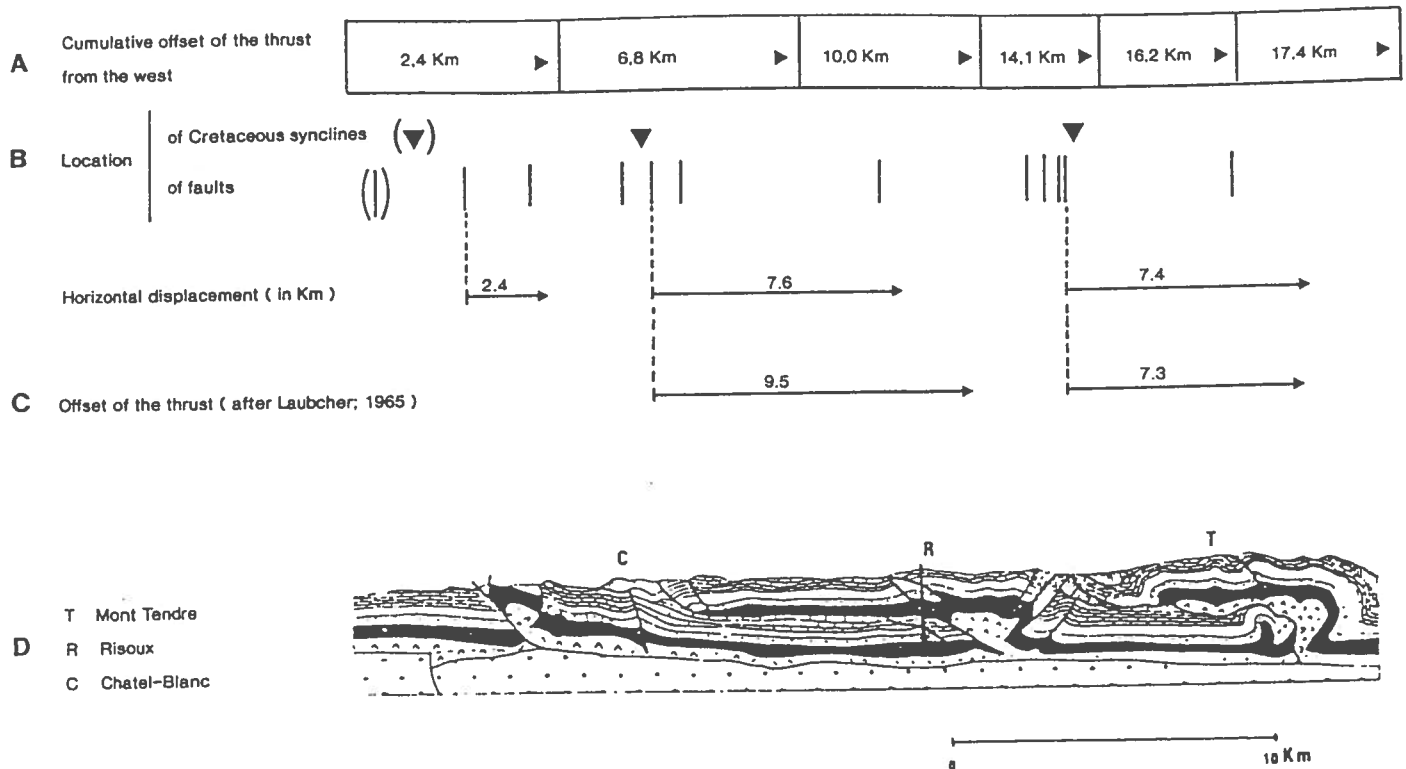 A Cumulative offset of the thrust
from the west
2,4 Km 6,8 Km 10,0 Km 14,1 Km 16,2 Km 17,4 Km
B Location
of Cretaceous synclines
of faults
Horizontal displacement ( in Km )
2.4 7.6 7.4
9.5 7.3
C Offset of the thrust ( after Laubcher; 1965 )
C R T
D
T Mont Tendre
R Risoux
C Chatel-Blanc
?
0 10 Km